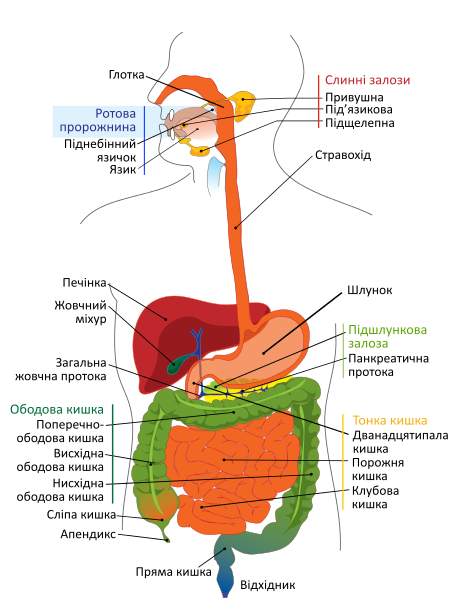 Глотка
Ротова
пророжнина
Піднебінний
язичок
Язик
Слинні залози
Привушна
Під’язикова
Підщелепна
Стравохід
Печінка
Жовчний
міхур
Загальна
жовчна протока
Шлунок
Підшлункова
залоза
Панкреатична
протока
Ободова кишка
Поперечно-
ободова кишка
Висхідна
ободова кишка
Нисхідна
ободова кишка
Сліпа кишка
Апендикс
Тонка кишка
Дванадцятипала
кишка
Порожня
кишка
Клубова
кишка
Пряма кишка
Відхідник